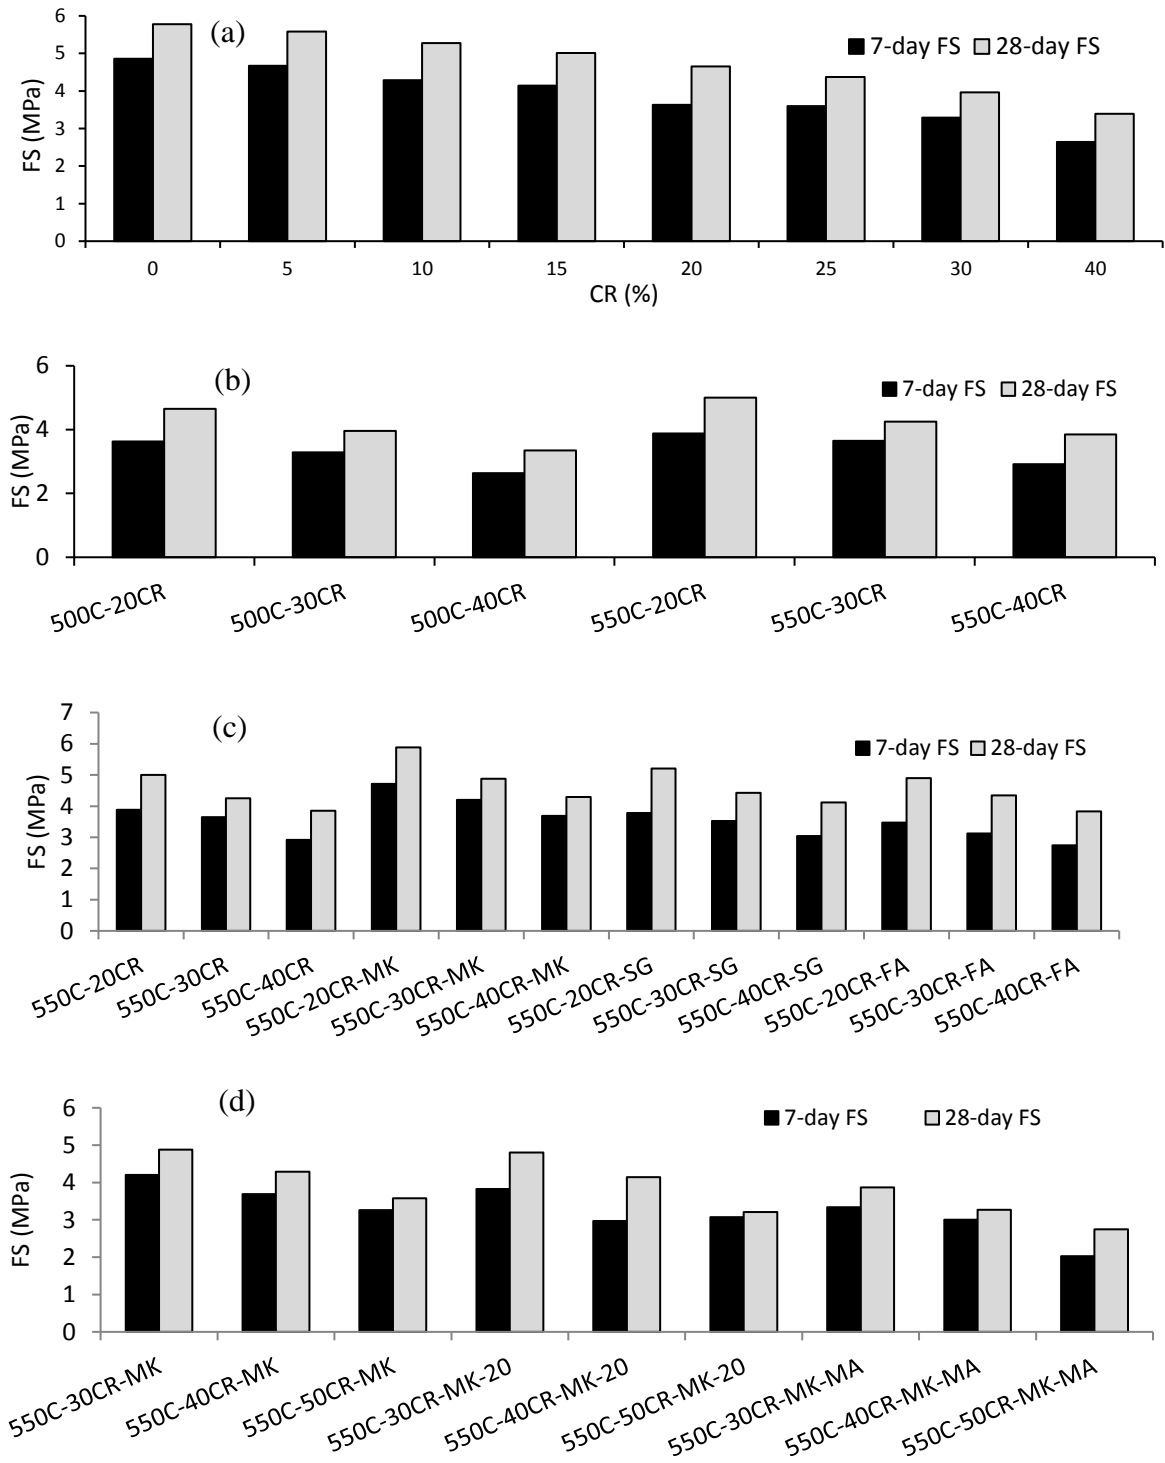 (a)
7-day FS 28-day FS
FS (MPa)
6
5
4
3
2
1
0
0 5 10 15 20 25 30 40
CR (%)
(b)
7-day FS 28-day FS
FS (MPa)
6
4
2
0
500C-20CR 500C-30CR 500C-40CR 550C-20CR 550C-30CR 550C-40CR
(c)
7-day FS 28-day FS
FS (MPa)
7
6
5
4
3
2
1
0
550C-20CR 550C-30CR 550C-40CR 550C-20CR-MK 550C-30CR-MK 550C-40CR-MK 550C-20CR-SG 550C-30CR-SG 550C-40CR-SG 550C-20CR-FA 550C-30CR-FA 550C-40CR-FA
(d)
7-day FS 28-day FS
FS (MPa)
6
5
4
3
2
1
0
550C-30CR-MK 550C-40CR-MK 550C-50CR-MK 550C-30CR-MK-20 550C-40CR-MK-20 550C-50CR-MK-20 550C-30CR-MK-MA 550C-40CR-MK-MA 550C-50CR-MK-MA